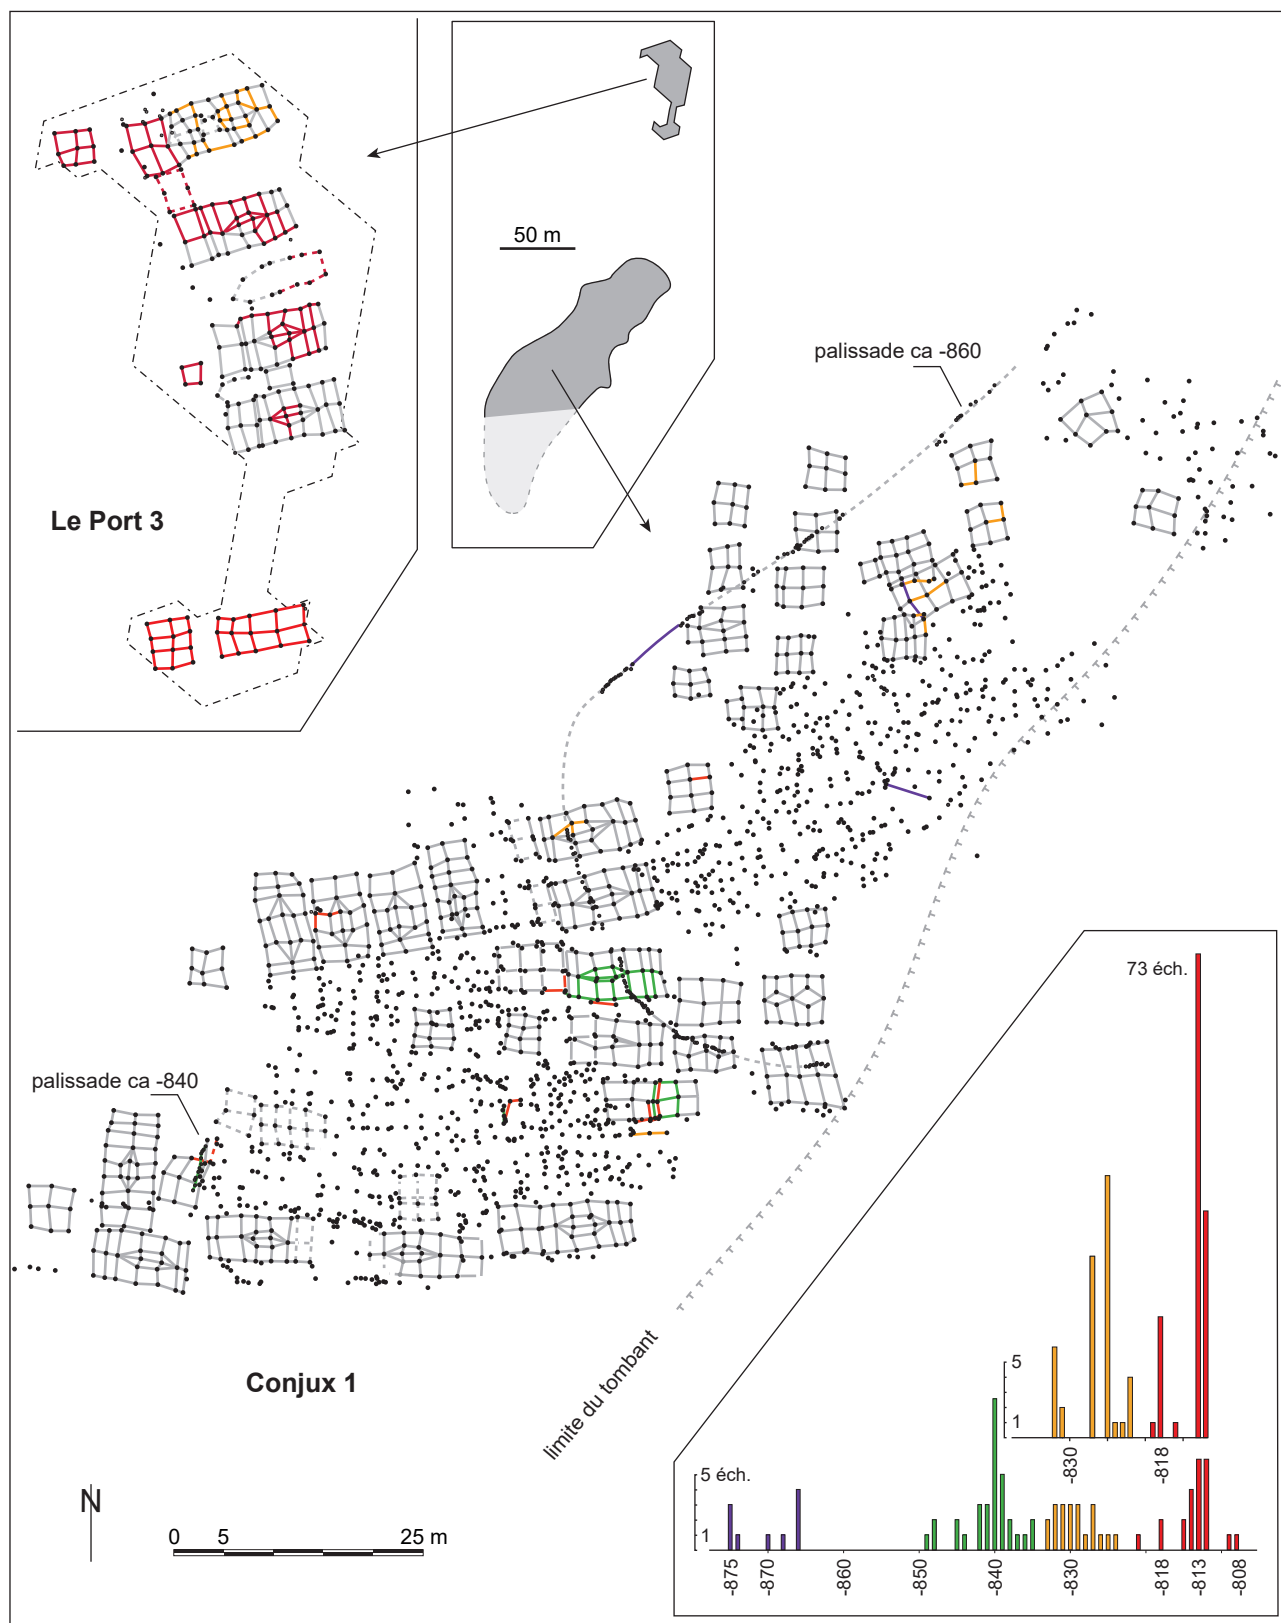 50 m
palissade ca -860
Le Port 3
73 éch.
palissade ca -840
limite du tombant
Conjux 1
5
1
-830
-818
5 éch.
1
N
0 5 25 m
-875
-870
-860
-850
-840
-830
-818
-813
-808